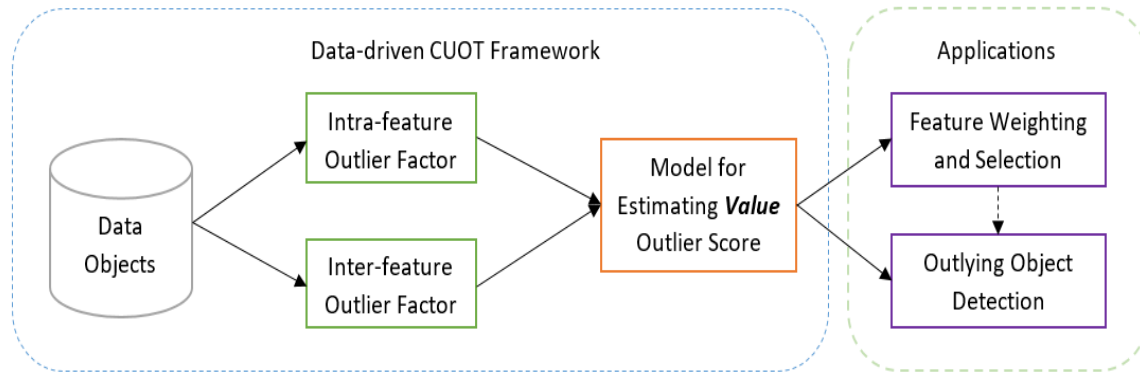 Data-driven CUOT Framework
Applications
Data
Objects
Intra-feature
Outlier Factor
Inter-feature
Outlier Factor
Model for
Estimating Value
Outlier Score
Feature Weighting
and Selection
Outlying Object
Detection